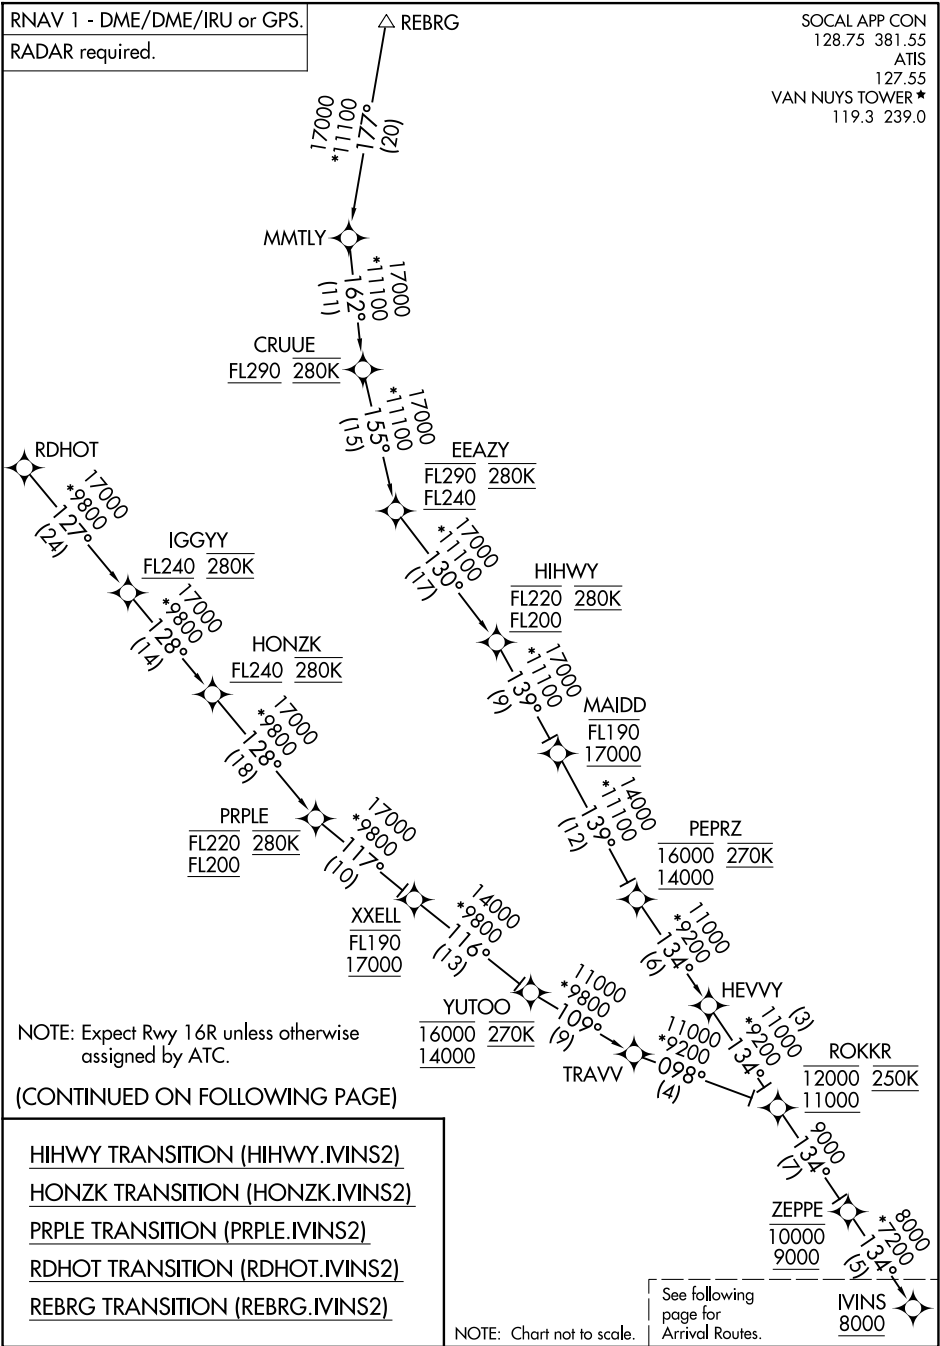 RNAV 1 - DME/DME/IRU or GPS.
RADAR required.
SOCAL APP CON
128.75 381.55
ATIS
127.55
VAN NUYS TOWER ★
119.3 239.0
REBRG
17000
*11100
177°
(20)
MMTLY
17000
*11100
162°
(11)
CRUUE
FL290 280K
17000
*11100
155°
(15)
EEAZY
FL290 280K
FL240
17000
*11100
130°
(17)
HIHWY
FL220 280K
FL200
17000
*11100
139°
(9)
MAIDD
FL190
17000
14000
*11100
139°
(12)
PEPRZ
16000 270K
14000
11000
*9200
134°
(6)
HEVVY
(3)
11000
*9200
134°
RDHOT
17000
*9800
127°
(24)
IGGYY
FL240 280K
17000
*9800
128°
(14)
HONZK
FL240 280K
17000
*9800
128°
(18)
PRPLE
FL220 280K
FL200
17000
*9800
117°
(10)
XXELL
FL190
17000
14000
*9800
116°
(13)
YUTOO
16000 270K
14000
11000
*9800
109°
(9)
TRAVV
11000
*9200
098°
(4)
ROKKR
12000 250K
11000
9000
134°
(7)
ZEPPE
10000
9000
8000
*7200
134°
(5)
IVINS
8000
See following
page for
Arrival Routes.
NOTE: Expect Rwy 16R unless otherwise
assigned by ATC.
(CONTINUED ON FOLLOWING PAGE)
HIHWY TRANSITION (HIHWY.IVINS2)
HONZK TRANSITION (HONZK.IVINS2)
PRPLE TRANSITION (PRPLE.IVINS2)
RDHOT TRANSITION (RDHOT.IVINS2)
REBRG TRANSITION (REBRG.IVINS2)
NOTE: Chart not to scale.